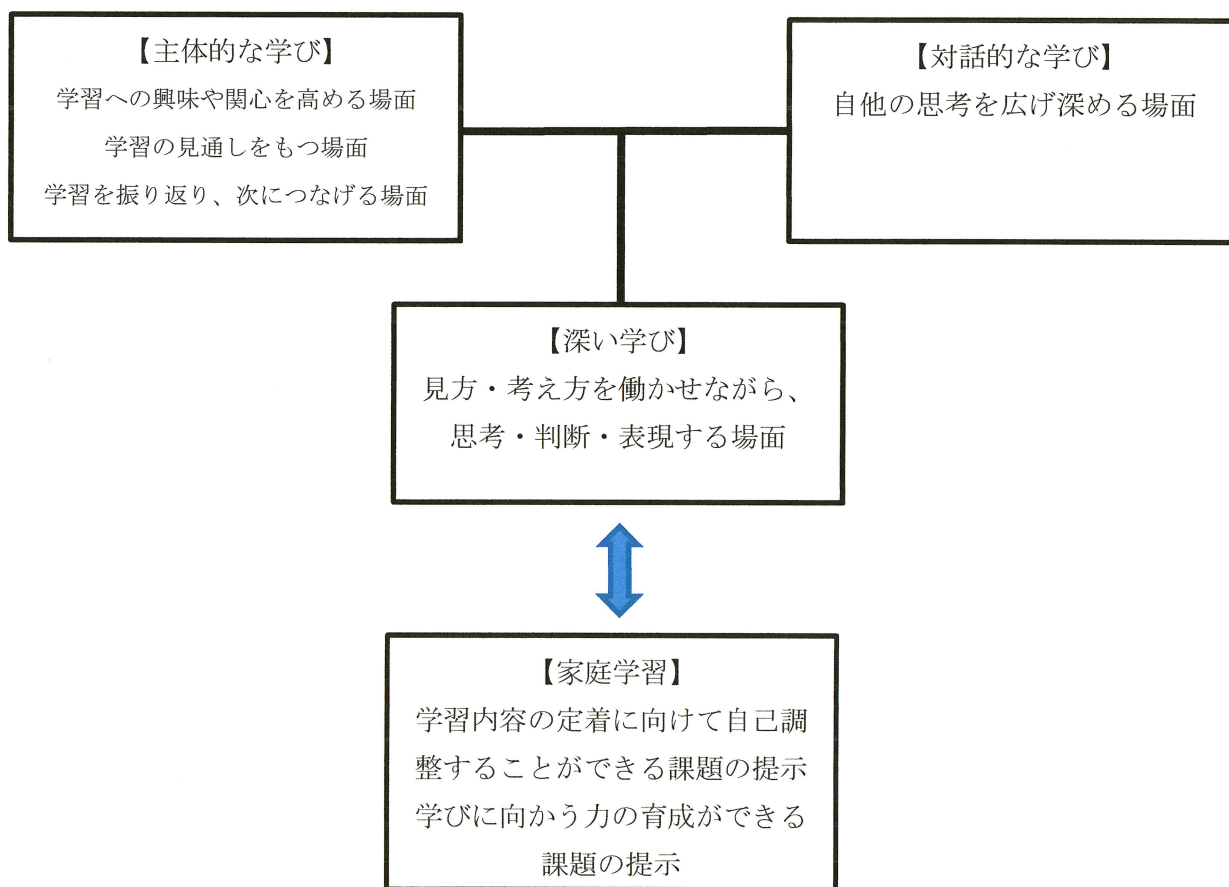 【主体的な学び】
学習への興味や関心を高める場面
学習の見通しをもつ場面
学習を振り返り、次につなげる場面
【対話的な学び】
自他の思考を広げ深める場面
【深い学び】
見方・考え方を働かせながら、
思考・判断・表現する場面
【家庭学習】
学習内容の定着に向けて自己調
整することができる課題の提示
学びに向かう力の育成ができる
課題の提示